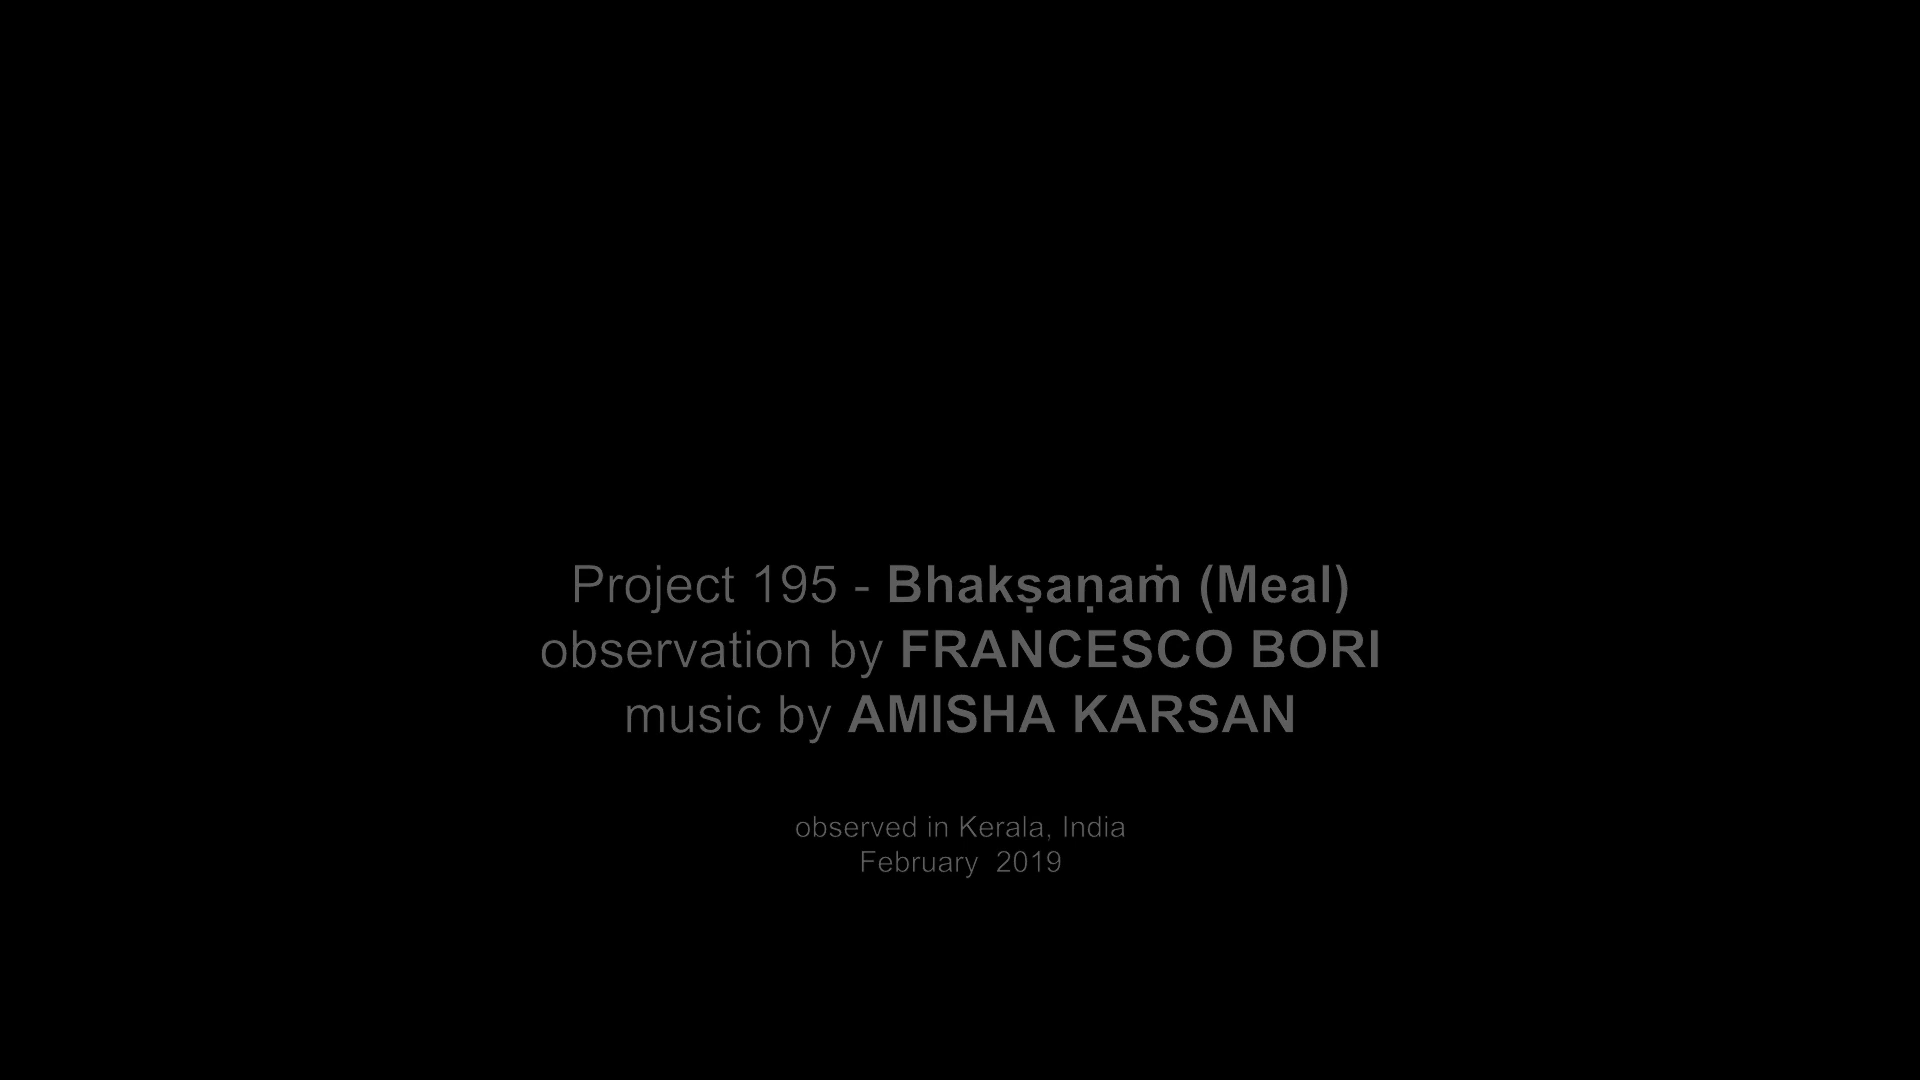 Project 195 - Bhakṣaṇaṁ (Meal)
observation by FRANCESCO BORI
music by AMISHA KARSAN
observed in Kerala, India
February  2019